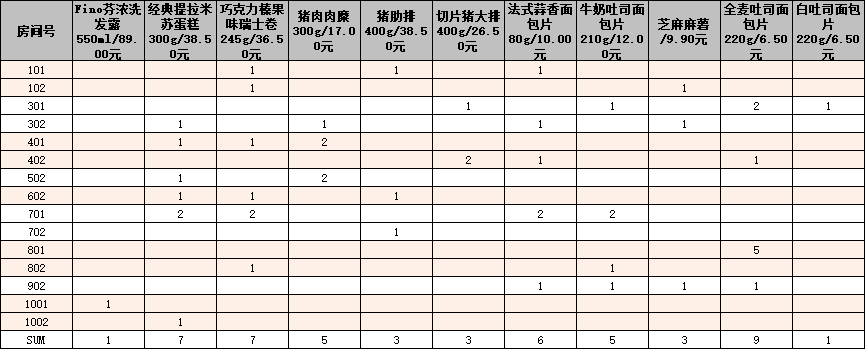 房间号
Fino芬浓洗
发露
550ml/89.
00元
经典提拉米
苏蛋糕
300g/38.5
0元
巧克力榛果
味瑞士卷
245g/36.5
0元
猪肉肉糜
300g/17.0
0元
猪肋排
400g/38.5
0元
切片猪大排
400g/26.5
0元
法式蒜香面
包片
80g/10.00
元
牛奶吐司面
包片
210g/12.0
0元
芝麻麻薯
/9.90元
全麦吐司面
包片
220g/6.50
元
白吐司面包
片
220g/6.50
元
101 1 1 1
102 1 1
301 1 1 2 1
302 1 1 1 1
401 1 1 2
402 2 1 1
502 1 2
602 1 1 1
701 2 2 2 2
702 1
801 5
802 1 1
902 1 1 1 1
1001 1
1002 1
SUM 1 7 7 5 3 3 6 5 3 9 1